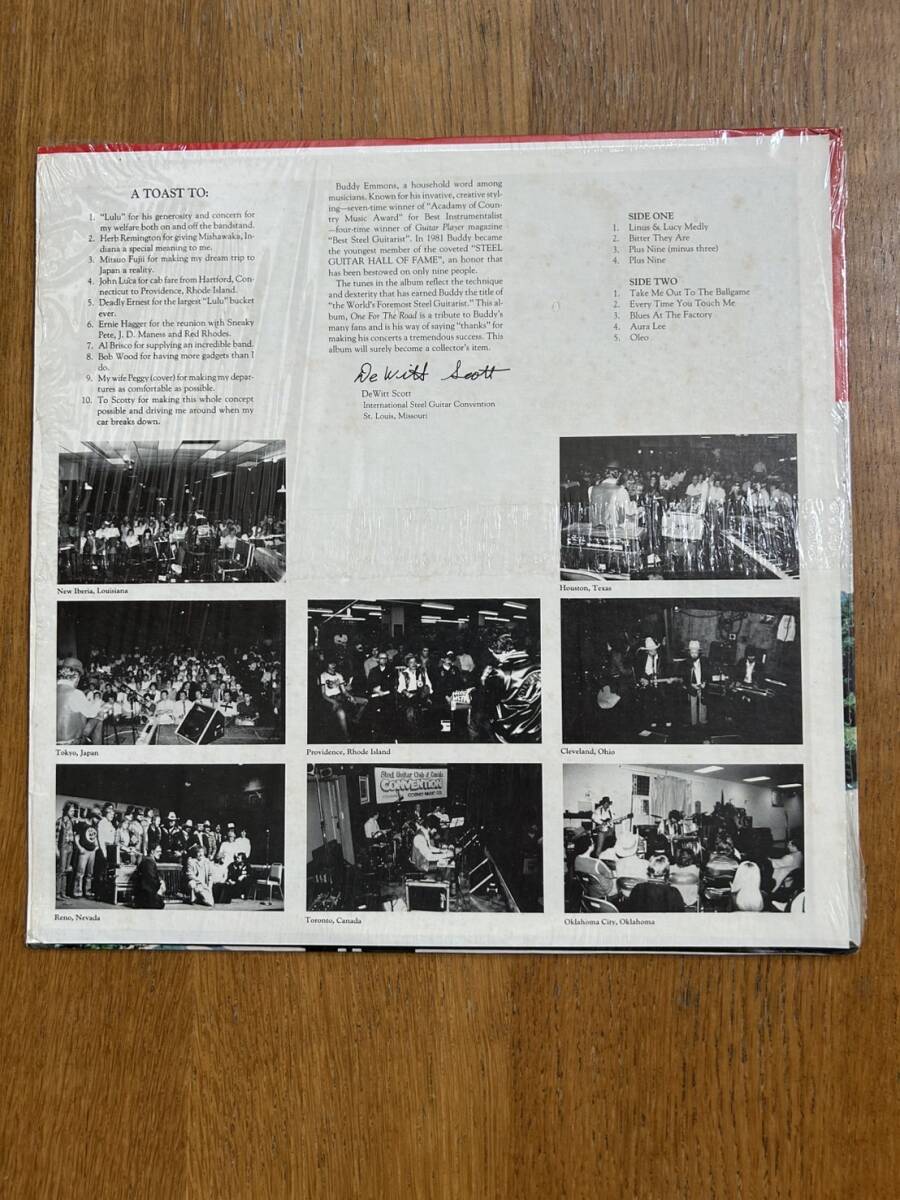 A TOAST TO:
1. "Lulu" for his generosity and concern for
my welfare both on and off the bandstand.
2. Herb Remington for giving Mishawaka, In-
diana a special meaning to me.
3. Mitsuo Fujii for making my dream trip to
Japan a reality.
4. John Luca for cab fare from Hartford, Con-
necticut to Providence, Rhode Island.
5. Deadly Ernest for the largest "Lulu" bucket
ever.
6. Ernie Hagger for the reunion with Sneaky
Pete, J. D. Maness and Red Rhodes.
7. Al Brisco for supplying an incredible band.
8. Bob Wood for having more gadgets than I
do.
9. My wife Peggy (cover) for making my depar-
tures as comfortable as possible.
10. To Scotty for making this whole concept
possible and driving me around when my
car breaks down.
Buddy Emmons, a household word among
musicians. Known for his invative, creative styl-
ing—seven-time winner of "Acadamy of Coun-
try Music Award" for Best Instrumentalist
—four-time winner of Guitar Player magazine
"Best Steel Guitarist". In 1981 Buddy became
the youngest member of the coveted "STEEL
GUITAR HALL OF FAME", an honor that
has been bestowed on only nine people.
The tunes in the album reflect the technique
and dexterity that has earned Buddy the title of
"the World's Foremost Steel Guitarist." This al-
bum, One For The Road is a tribute to Buddy's
many fans and is his way of saying "thanks" for
making his concerts a tremendous success. This
album will surely become a collector's item.
DeWitt Scott
DeWitt Scott
International Steel Guitar Convention
St. Louis, Missouri
SIDE ONE
1. Linus & Lucy Medly
2. Bitter They Are
3. Plus Nine (minus three)
4. Plus Nine
SIDE TWO
1. Take Me Out To The Ballgame
2. Every Time You Touch Me
3. Blues At The Factory
4. Aura Lee
5. Oleo
New Iberia, Louisiana
Houston, Texas
Tokyo, Japan
Providence, Rhode Island
Cleveland, Ohio
Steel Guitar Club of Canada
CONVENTION
Reno, Nevada
Toronto, Canada
Oklahoma City, Oklahoma